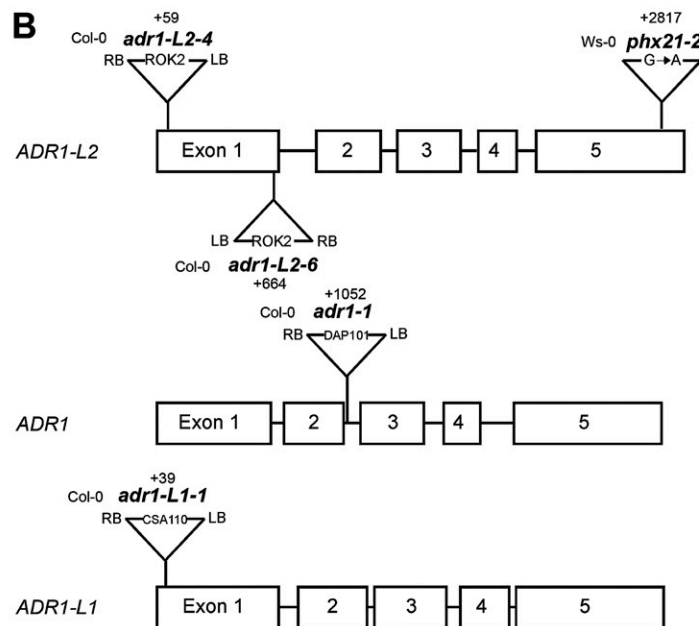 B
+59
Col-0 adr1-L2-4
RB ROK2 LB
+2817
Ws-0 phx21-2
G→A
ADR1-L2
Exon 1 2 3 4 5
LB ROK2 RB
Col-0 adr1-L2-6
+664
+1052
Col-0 adr1-1
RB DAP101 LB
ADR1
Exon 1 2 3 4 5
+39
Col-0 adr1-L1-1
RB CSA110 LB
ADR1-L1
Exon 1 2 3 4 5